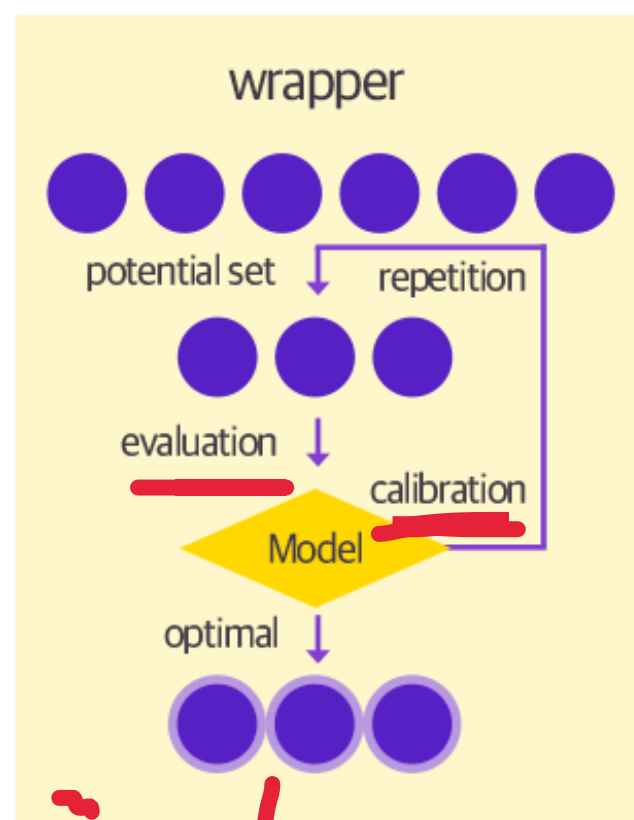 wrapper
potential set
repetition
evaluation
calibration
Model
optimal